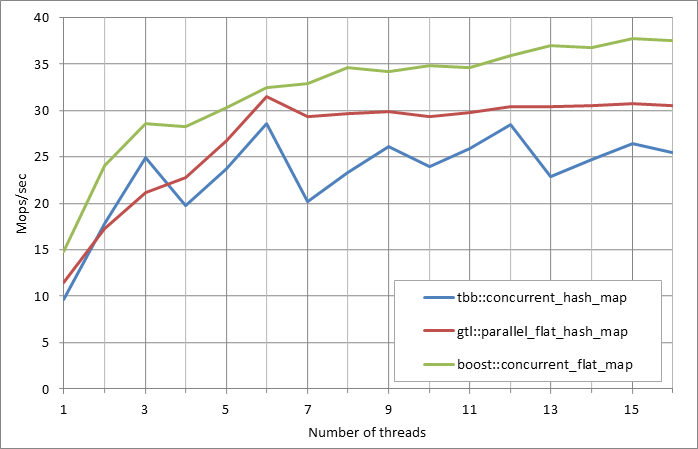 40
35
30
25
20
15
10
5
0
Mops/sec
tbb::concurrent_hash_map
gtl::parallel_flat_hash_map
boost::concurrent_flat_map
1 3 5 7 9 11 13 15
Number of threads